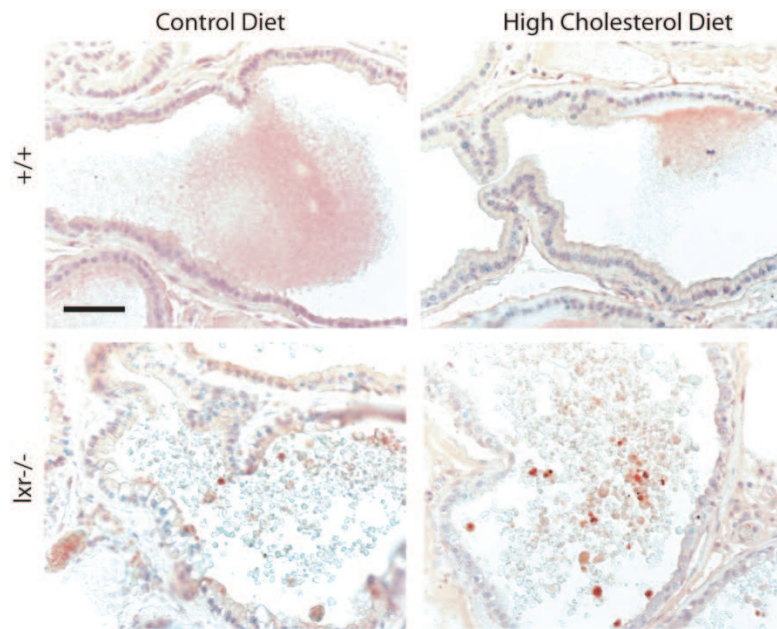 Control Diet
High Cholesterol Diet
+/+
lxr-/-